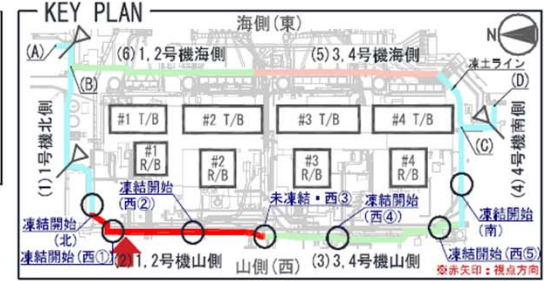 KEY PLAN
海側(東)
N
(A)
(6)1,2号機海側
(5)3,4号機海側
凍土ライン
(B)
(D)
#1 T/B
#2 T/B
#3 T/B
#4 T/B
(C)
(1)1号機北側
#1
R/B
#2
R/B
#3
R/B
#4
R/B
(4)4号機南側
凍結開始
(西②)
未凍結・西③
凍結開始
(西④)
凍結開始
(北)
凍結開始
(南)
凍結開始(西①)
凍結開始(西⑤)
(2)1,2号機山側
山側(西)
(3)3,4号機山側
※赤矢印：視点方向